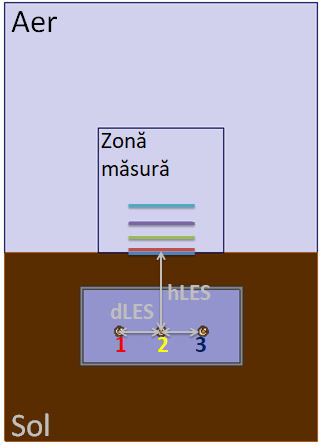 Aer
Zonă
măsură
hLES
dLES
1 2 3
Sol